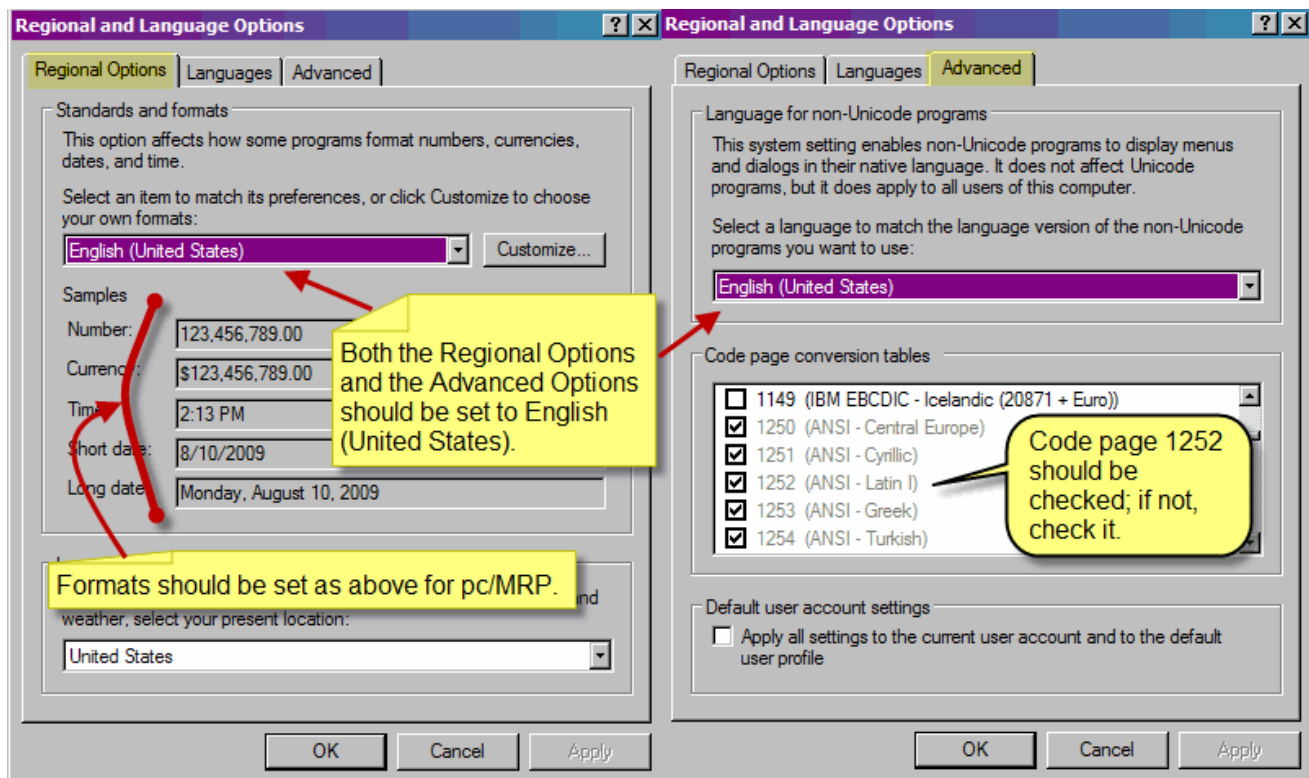 Regional and Language Options
Regional Options
Languages
Advanced
Standards and formats
This option affects how some programs format numbers, currencies,
dates, and time.
Select an item to match its preferences, or click Customize to choose
your own formats:
English (United States)
Customize...
Samples
Number:
123,456,789.00
Currency:
$123,456,789.00
Time
2:13 PM
Short date:
8/10/2009
Long date
Monday, August 10, 2009
Both the Regional Options
and the Advanced Options
should be set to English
(United States).
Formats should be set as above for pc/MRP.
and
weather, select your present location:
United States
OK
Cancel
Apply
Regional and Language Options
Regional Options
Languages
Advanced
Language for non-Unicode programs
This system setting enables non-Unicode programs to display menus
and dialogs in their native language. It does not affect Unicode
programs, but it does apply to all users of this computer.
Select a language to match the language version of the non-Unicode
programs you want to use:
English (United States)
Code page conversion tables
1149 (IBM EBCDIC - Icelandic (20871 + Euro))
1250 (ANSI - Central Europe)
1251 (ANSI - Cyrillic)
1252 (ANSI - Latin I)
1253 (ANSI - Greek)
1254 (ANSI - Turkish)
Code page 1252
should be
checked; if not,
check it.
Default user account settings
Apply all settings to the current user account and to the default
user profile
OK
Cancel
Apply